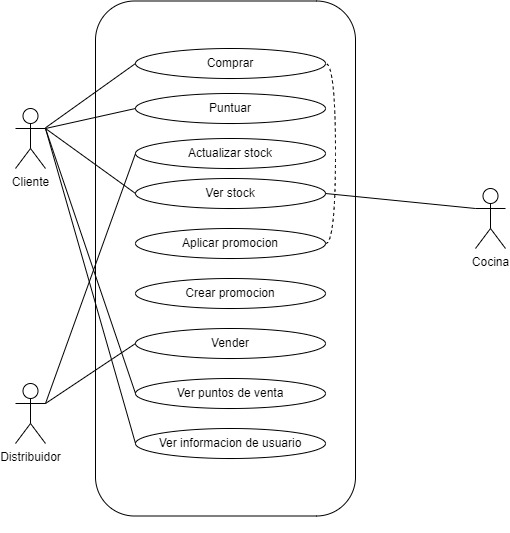 Comprar
Puntuar
Actualizar stock
Cliente
Ver stock
Aplicar promocion
Cocina
Crear promocion
Vender
Ver puntos de venta
Ver informacion de usuario
Distribuidor